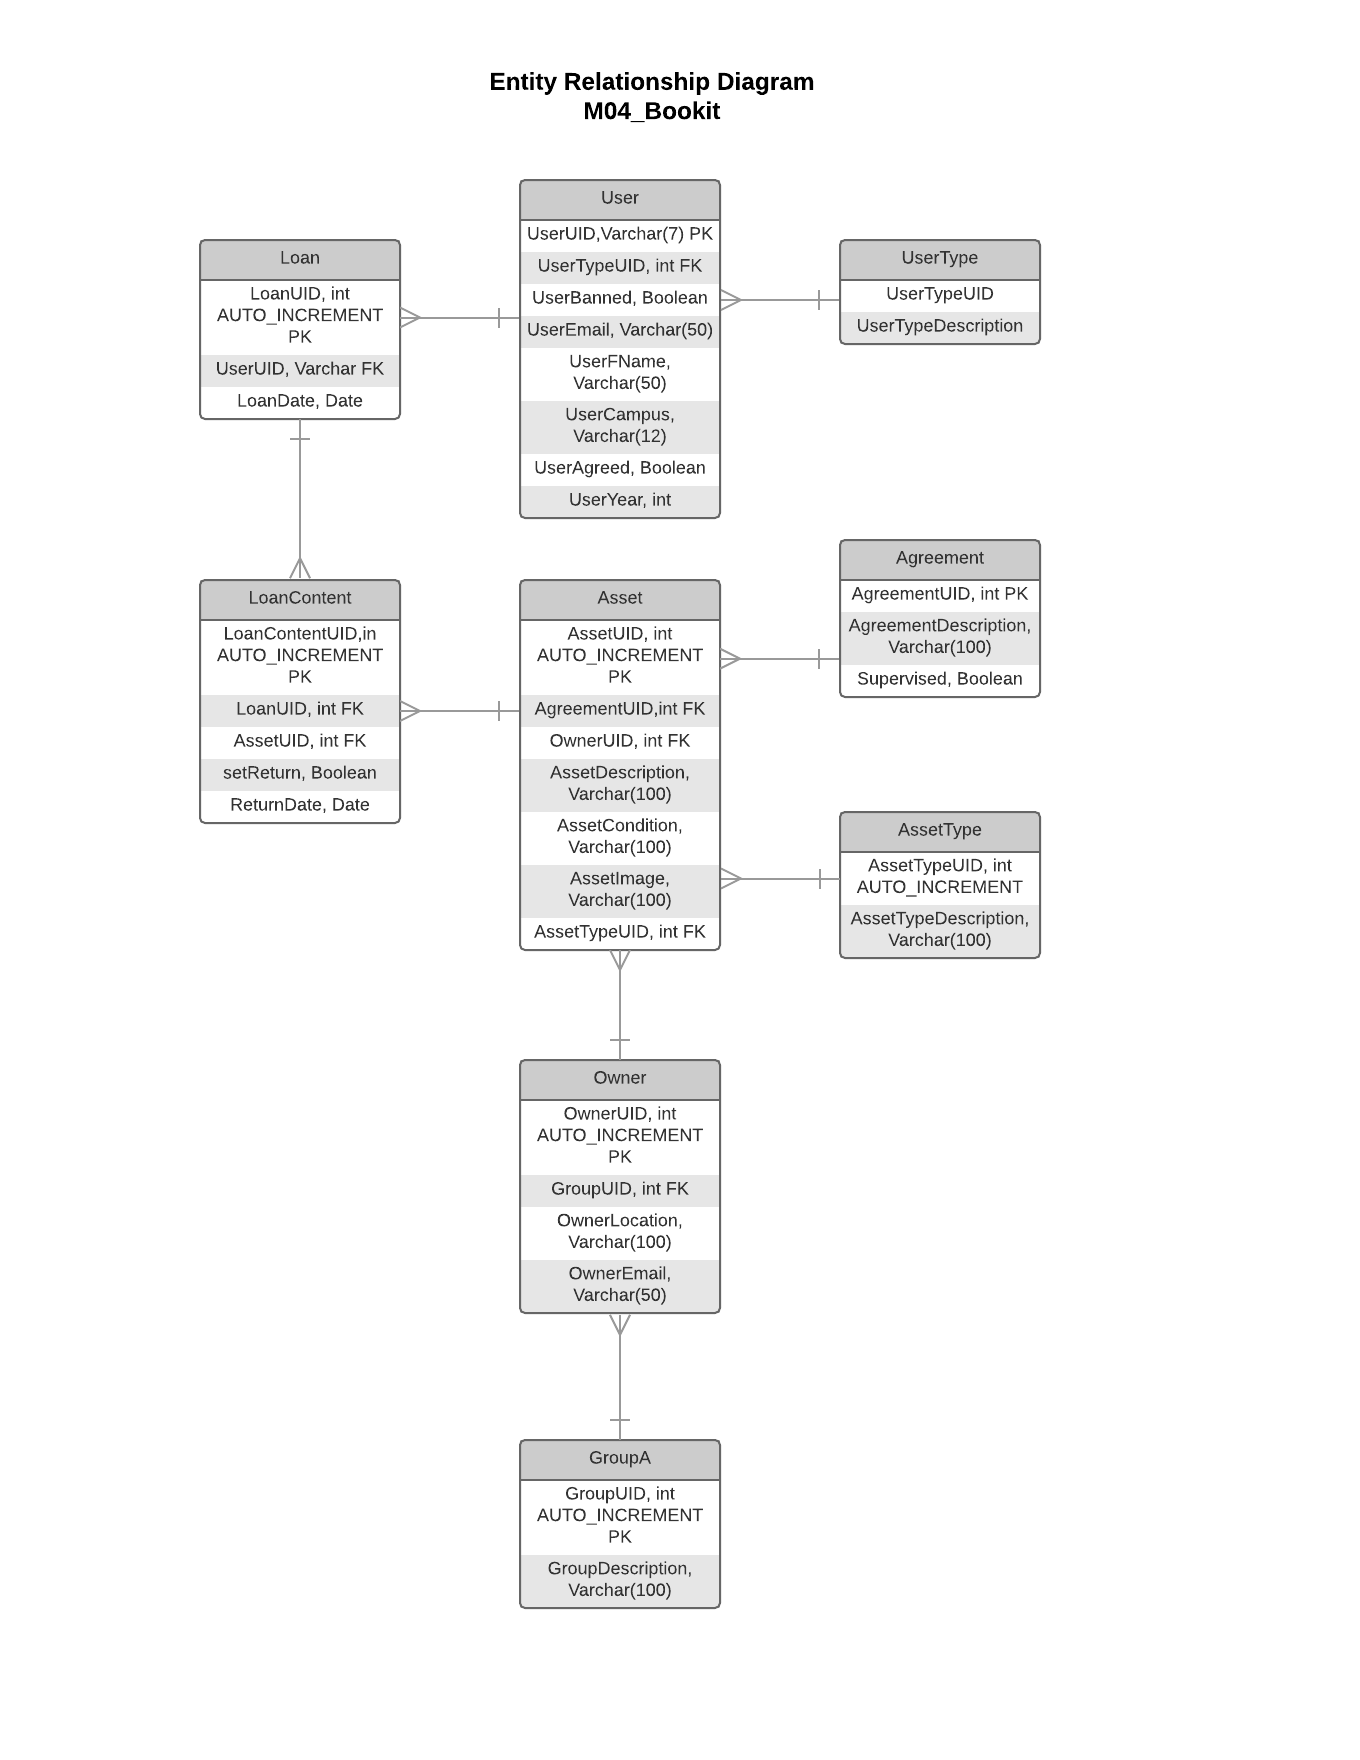 Entity Relationship Diagram
M04_Bookit
User
UserUID,Varchar(7) PK
UserTypeUID, int FK
UserBanned, Boolean
UserEmail, Varchar(50)
UserFName,
Varchar(50)
UserCampus,
Varchar(12)
UserAgreed, Boolean
UserYear, int
Loan
LoanUID, int
AUTO_INCREMENT
PK
UserUID, Varchar FK
LoanDate, Date
UserType
UserTypeUID
UserTypeDescription
LoanContent
LoanContentUID,in
AUTO_INCREMENT
PK
LoanUID, int FK
AssetUID, int FK
setReturn, Boolean
ReturnDate, Date
Asset
AssetUID, int
AUTO_INCREMENT
PK
AgreementUID,int FK
OwnerUID, int FK
AssetDescription,
Varchar(100)
AssetCondition,
Varchar(100)
AssetImage,
Varchar(100)
AssetTypeUID, int FK
Agreement
AgreementUID, int PK
AgreementDescription,
Varchar(100)
Supervised, Boolean
AssetType
AssetTypeUID, int
AUTO_INCREMENT
AssetTypeDescription,
Varchar(100)
Owner
OwnerUID, int
AUTO_INCREMENT
PK
GroupUID, int FK
OwnerLocation,
Varchar(100)
OwnerEmail,
Varchar(50)
GroupA
GroupUID, int
AUTO_INCREMENT
PK
GroupDescription,
Varchar(100)